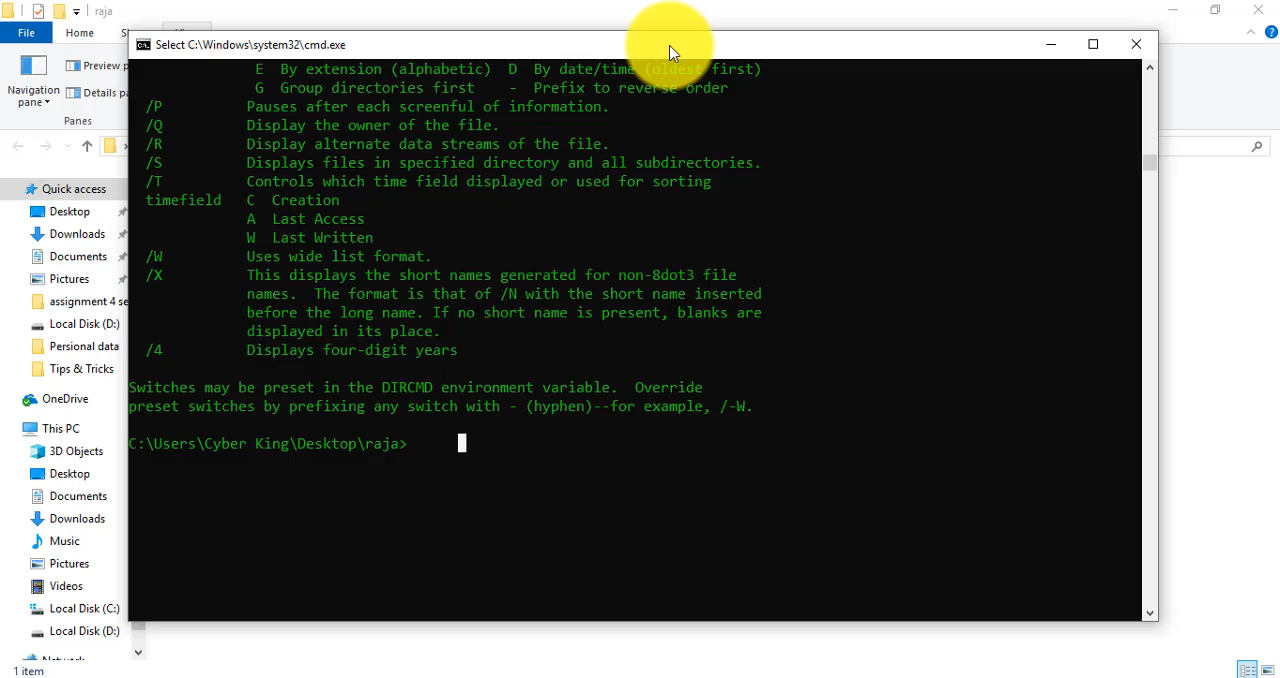 raja
File
Home
Preview p
Navigation
pane
Details pa
Panes
Quick access
Desktop
Downloads
Documents
Pictures
assignment 4 se
Local Disk (D:)
Personal data
Tips & Tricks
OneDrive
This PC
3D Objects
Desktop
Documents
Downloads
Music
Pictures
Videos
Local Disk (C:)
Local Disk (D:)
1 item
Select C:\Windows\system32\cmd.exe
E  By extension (alphabetic)  D  By date/time (oldest first)
G  Group directories first    -  Prefix to reverse order
/P          Pauses after each screenful of information.
/Q          Display the owner of the file.
/R          Display alternate data streams of the file.
/S          Displays files in specified directory and all subdirectories.
/T          Controls which time field displayed or used for sorting
timefield   C  Creation
A  Last Access
W  Last Written
/W          Uses wide list format.
/X          This displays the short names generated for non-8dot3 file
names.  The format is that of /N with the short name inserted
before the long name. If no short name is present, blanks are
displayed in its place.
/4          Displays four-digit years
Switches may be preset in the DIRCMD environment variable.  Override
preset switches by prefixing any switch with - (hyphen)--for example, /-W.
C:\Users\Cyber King\Desktop\raja>